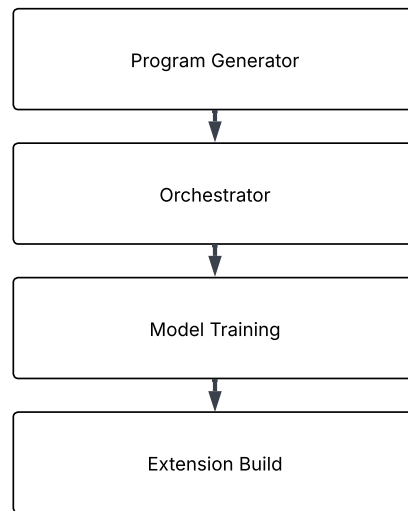 Program Generator
Orchestrator
Model Training
Extension Build